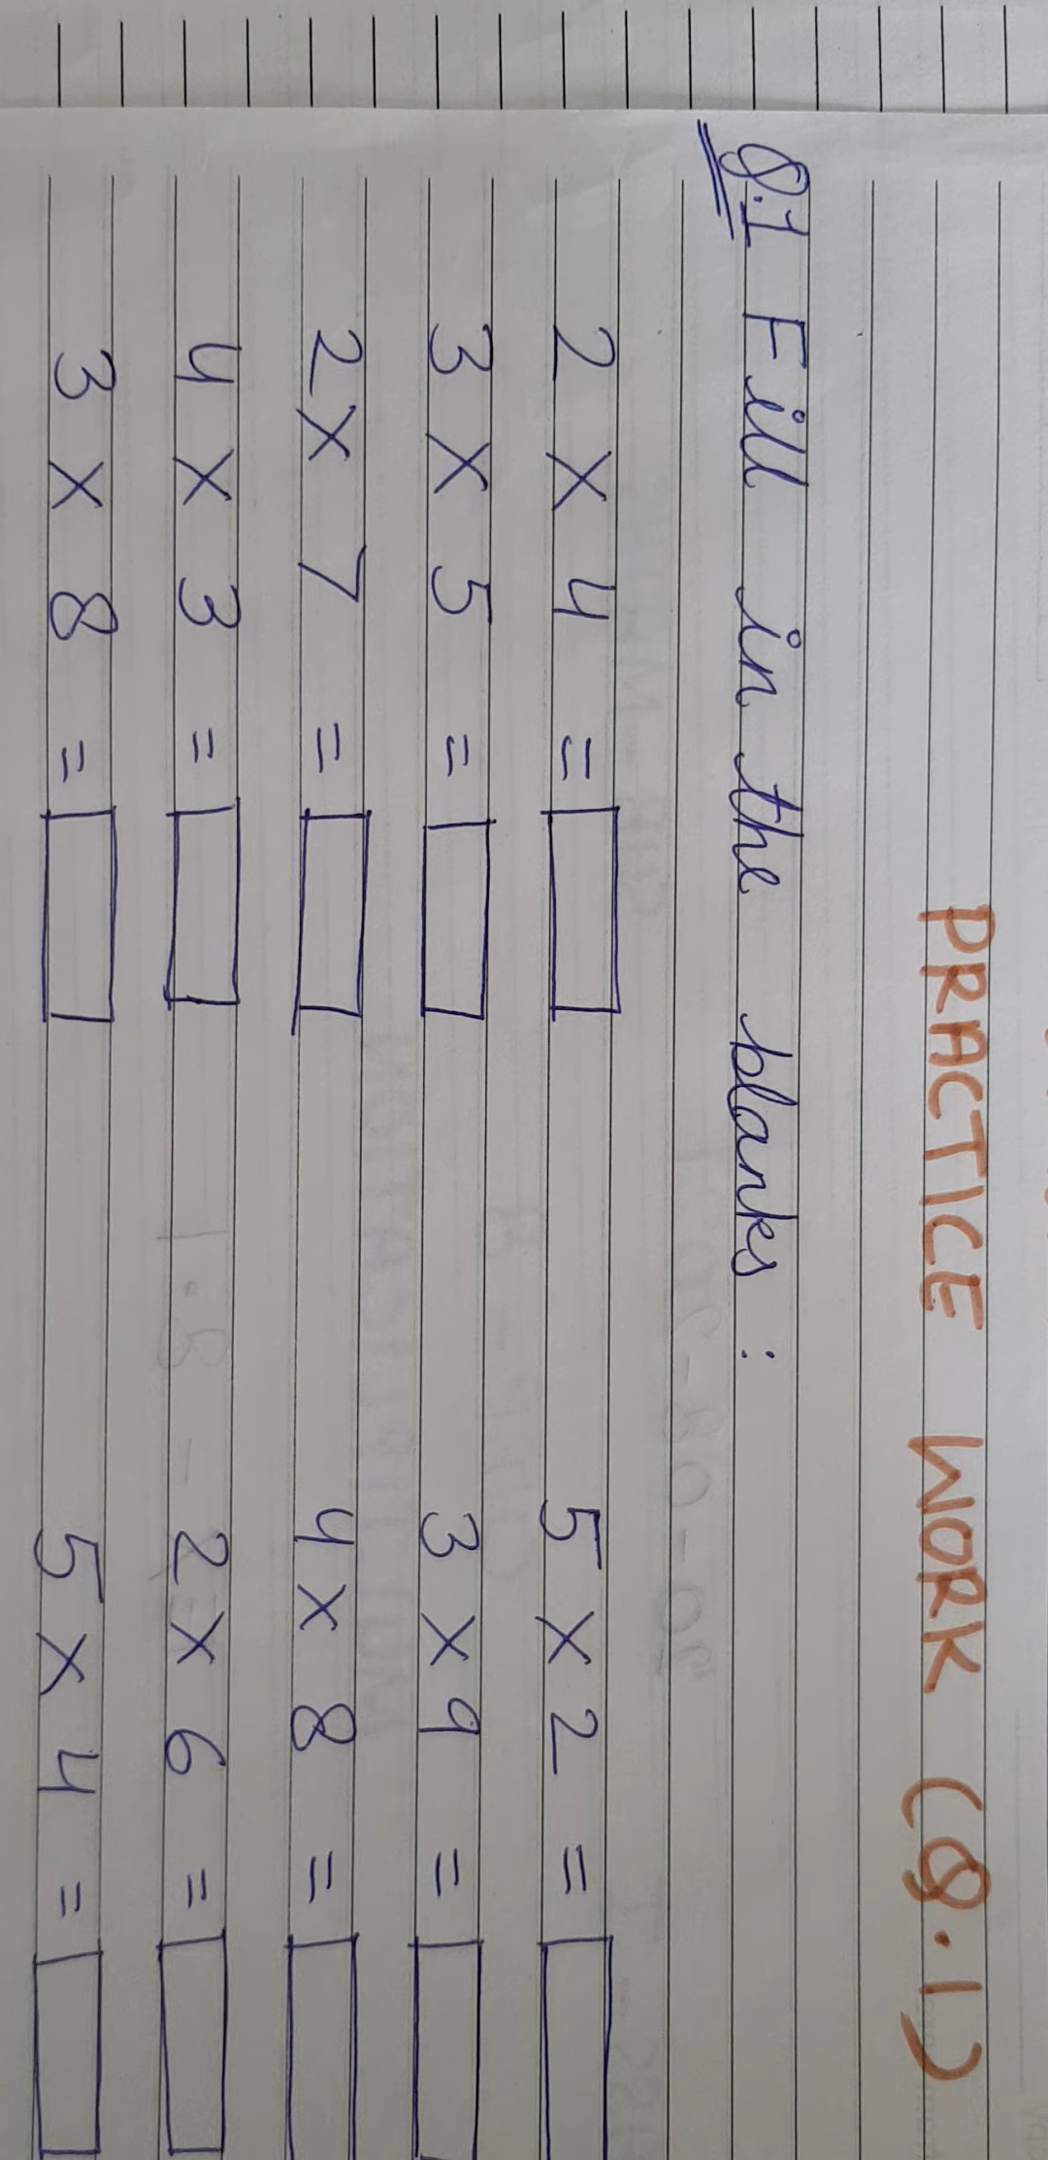 PRACTICE WORK (8.1)
Q.1 Fill in the blanks :
2 x 4 = 5 x 2 =
3 x 5 = 3 x 9 =
2 x 7 = 4 x 8 =
4 x 3 = 2 x 6 =
3 x 8 = 5 x 4 =